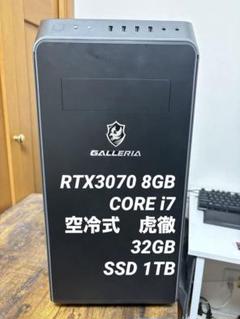 GALLERIA
RTX3070 8GB
CORE i7
空冷式 虎徹
32GB
SSD 1TB